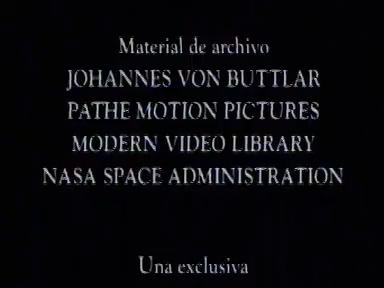 Material de archivo
JOHANNES VON BUTTLAR
PATHE MOTION PICTURES
MODERN VIDEO LIBRARY
NASA SPACE ADMINISTRATION
Una exclusiva